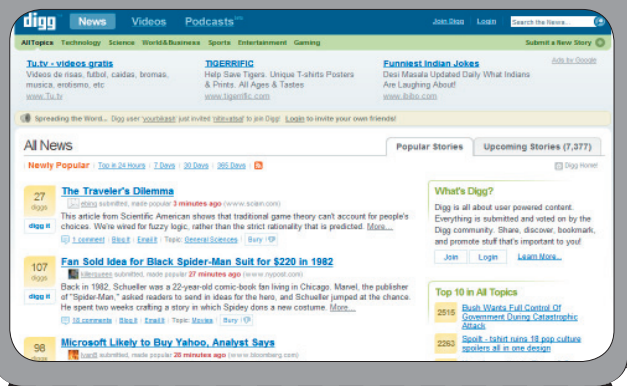 digg News Videos Podcasts Join Digg Login Search the News...
All Topics Technology Science World & Business Sports Entertainment Gaming Submit a New Story
Tu.tv - videos gratis
Videos de risas, futbol, caidas, bromas,
musica, erotismo, etc
www.Tu.tv
TIGERRIFIC
Help Save Tigers. Unique T-shirts Posters
& Prints. All Ages & Tastes
www.tigerrific.com
Funniest Indian Jokes
Desi Masala Updated Daily What Indians
Are Laughing About!
www.ibibo.com
Ads by Google
Spreading the Word... Digg user just invited to join Digg! Login to invite your own friends!
All News
Popular Stories Upcoming Stories (7,377)
Newly Popular Top in 24 Hours 7 Days 30 Days 365 Days
27
diggs
digg it
The Traveler's Dilemma
submitted, made popular 3 minutes ago (www.sciam.com)
This article from Scientific American shows that traditional game theory can't account for people's
choices. We're wired for fuzzy logic, rather than the strict rationality that is predicted. More...
1 comment Blog It Email It Topic: General Sciences Bury
107
diggs
digg it
Fan Sold Idea for Black Spider-Man Suit for $220 in 1982
killerqueen submitted, made popular 27 minutes ago (www.nypost.com)
Back in 1982, Schueller was a 22-year-old comic-book fan living in Chicago. Marvel, the publisher
of "Spider-Man," asked readers to send in ideas for the hero, and Schueller jumped at the chance.
He spent two weeks crafting a story in which Spidey dons a new costume. More...
18 comments Blog It Email It Topic: Movies Bury
98
diggs
Microsoft Likely to Buy Yahoo, Analyst Says
IvanB submitted, made popular 28 minutes ago (www.bloomberg.com)
What's Digg?
Digg is all about user powered content.
Everything is submitted and voted on by the
Digg community. Share, discover, bookmark,
and promote stuff that's important to you!
Join Login Learn More...
Top 10 in All Topics
2515 Bush Wants Full Control Of
Government During Catastrophic
Attack
2263 Spoilt - tshirt ruins 18 pop culture
spoilers all in one design